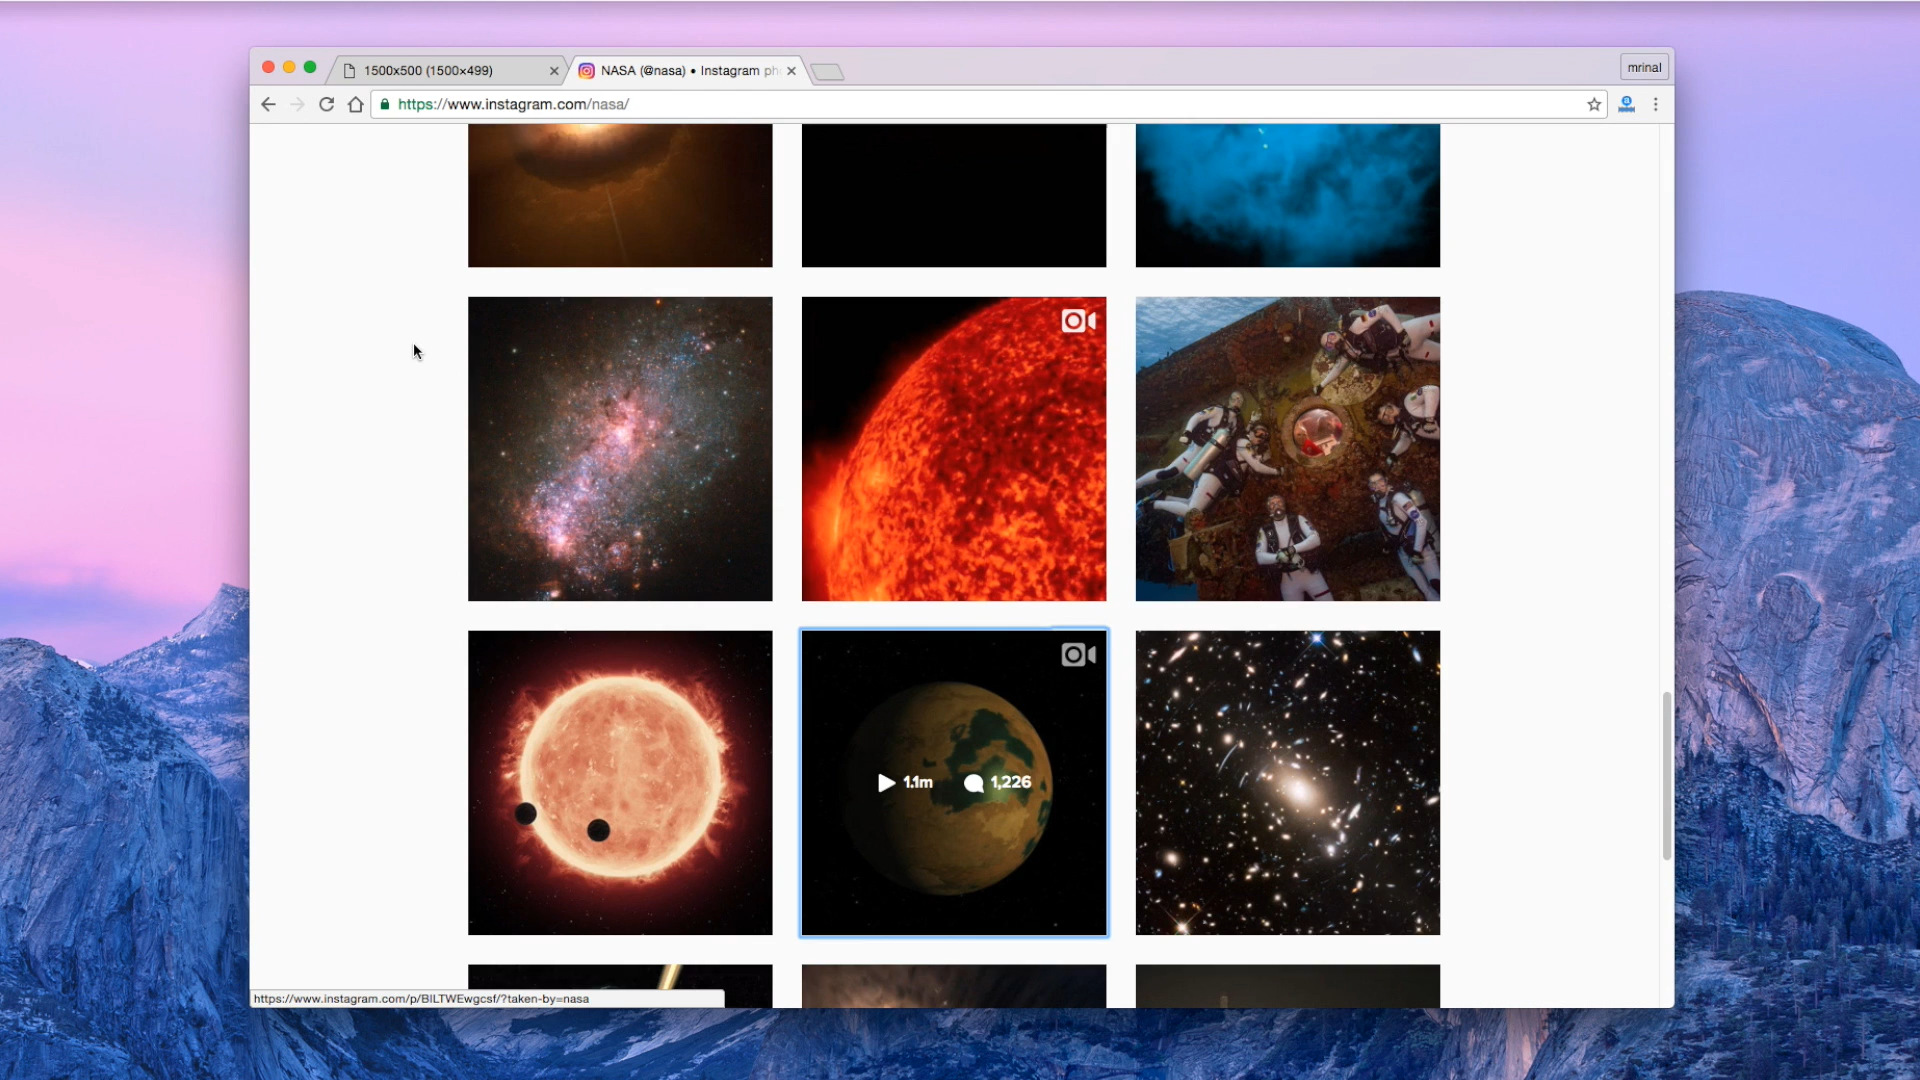 1500x500 (1500×499)
NASA (@nasa) • Instagram ph
mrinal
https://www.instagram.com/nasa/
1.1m
1,226
https://www.instagram.com/p/BILTWEwgcsf/?taken-by=nasa